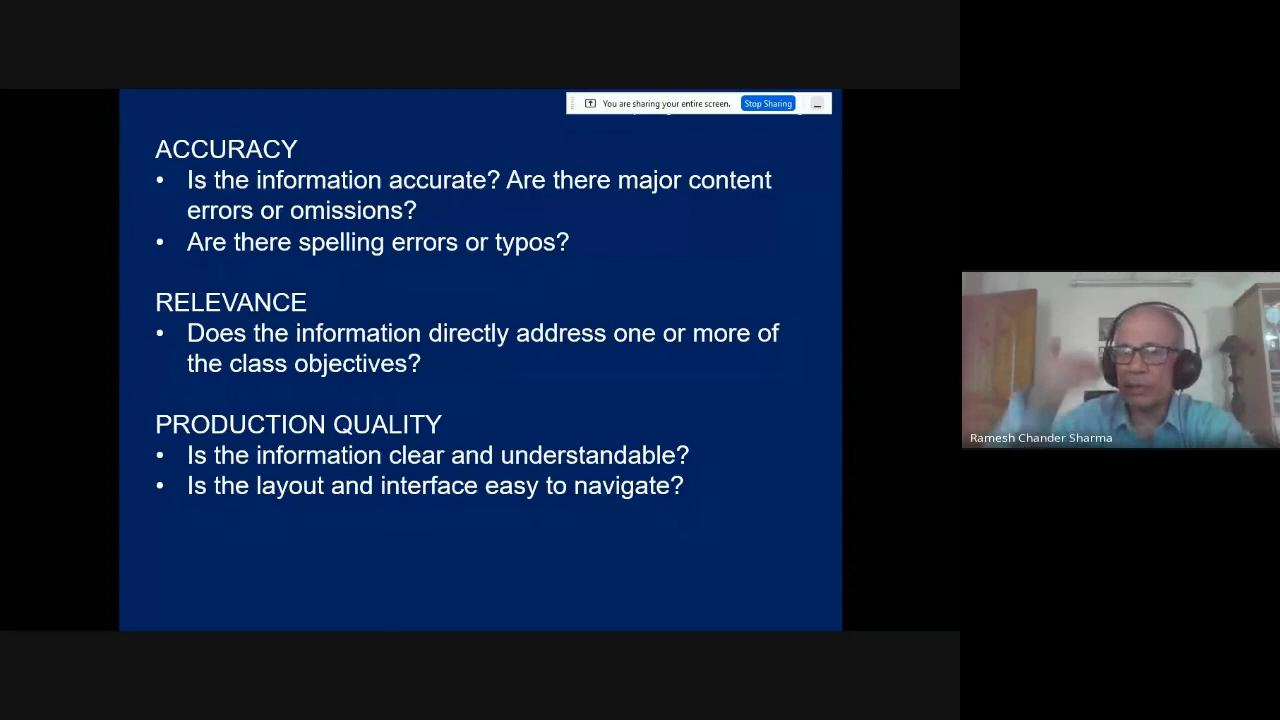 You are sharing your entire screen. Stop Sharing
ACCURACY
• Is the information accurate? Are there major content
errors or omissions?
• Are there spelling errors or typos?
RELEVANCE
• Does the information directly address one or more of
the class objectives?
PRODUCTION QUALITY
• Is the information clear and understandable?
• Is the layout and interface easy to navigate?
Ramesh Chander Sharma